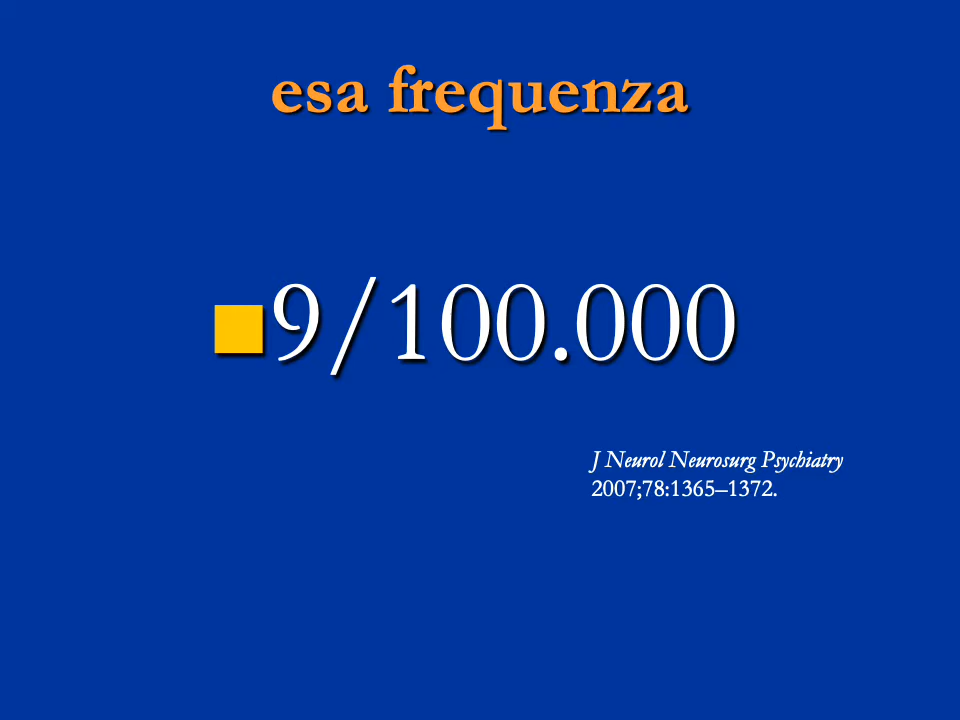 esa frequenza
9/100.000
J Neurol Neurosurg Psychiatry
2007;78:1365–1372.